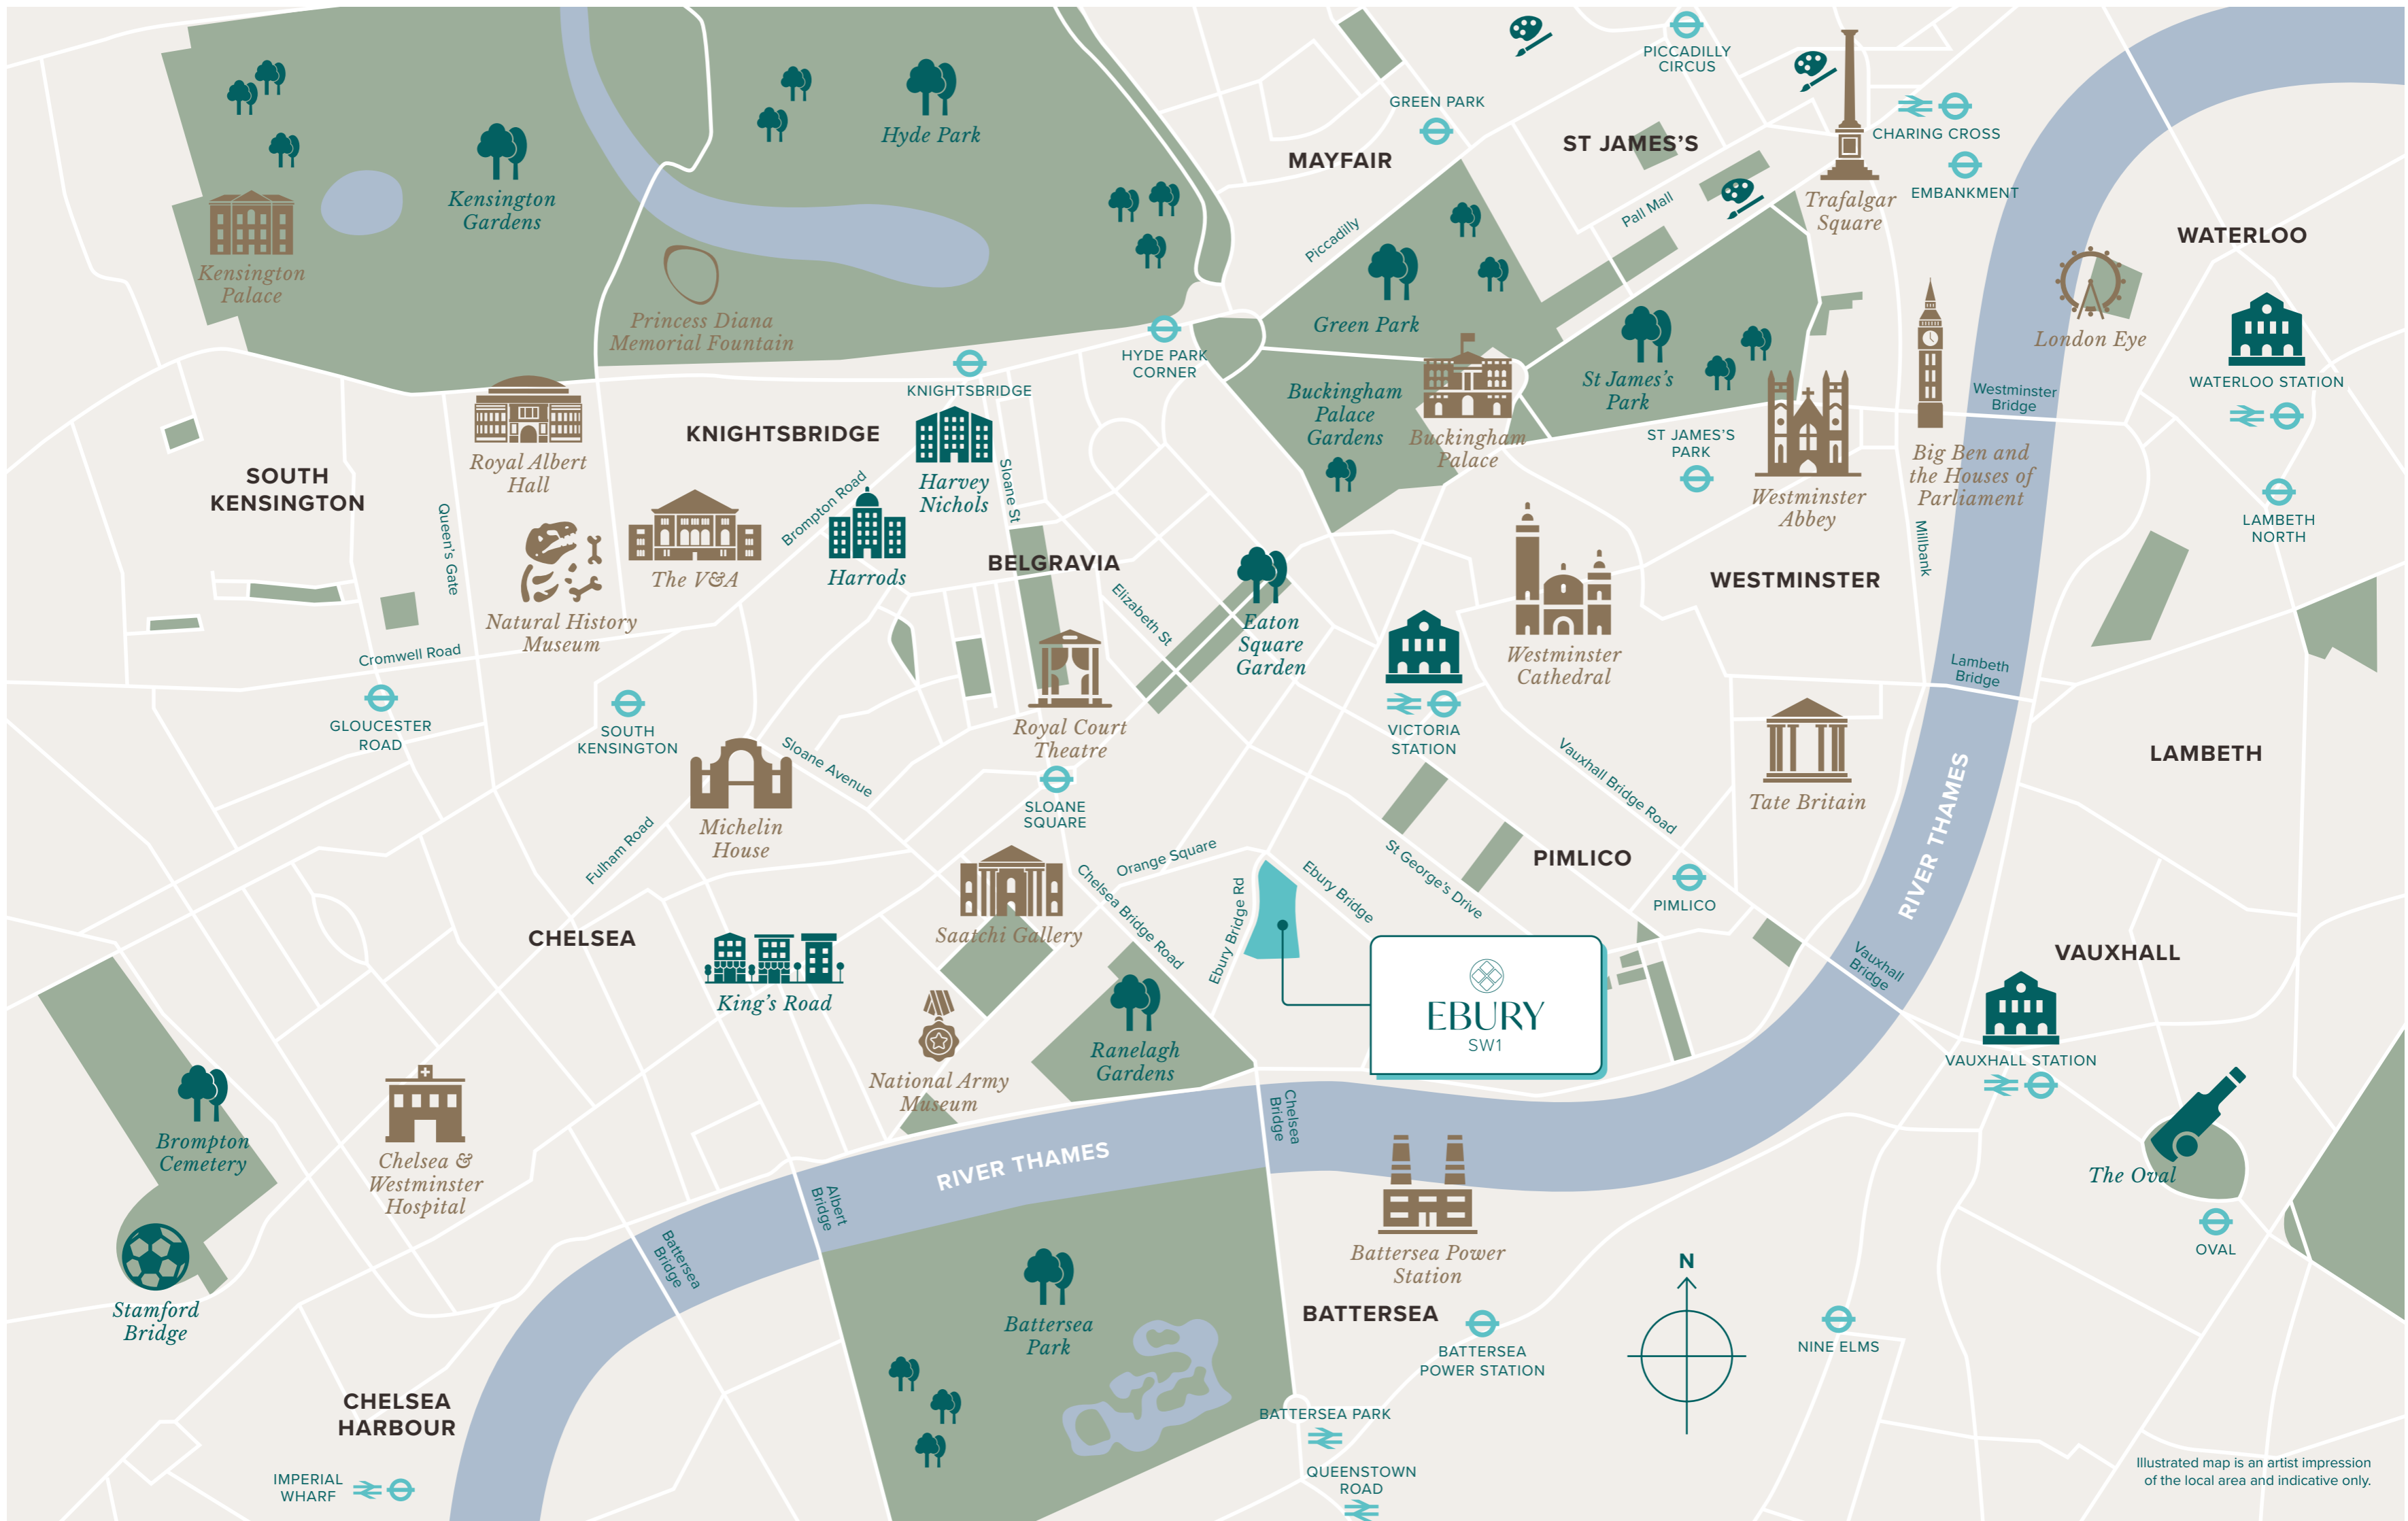 PICCADILLY
CIRCUS
GREEN PARK
ST JAMES'S
MAYFAIR
CHARING CROSS
EMBANKMENT
Trafalgar
Square
Hyde Park
Kensington
Gardens
Kensington
Palace
Princess Diana
Memorial Fountain
Piccadilly
Pall Mall
Green Park
WATERLOO
London Eye
WATERLOO STATION
HYDE PARK
CORNER
KNIGHTSBRIDGE
Buckingham
Palace
Gardens
Buckingham
Palace
St James's
Park
ST JAMES'S
PARK
Westminster
Bridge
Westminster
Abbey
Big Ben and
the Houses of
Parliament
Millbank
LAMBETH
NORTH
SOUTH
KENSINGTON
Royal Albert
Hall
KNIGHTSBRIDGE
Harvey
Nichols
Sloane St
Brompton Road
Harrods
The V&A
Queen's Gate
Natural History
Museum
Cromwell Road
BELGRAVIA
Elizabeth St
Eaton
Square
Garden
WESTMINSTER
Westminster
Cathedral
Lambeth
Bridge
GLOUCESTER
ROAD
SOUTH
KENSINGTON
Royal Court
Theatre
SLOANE
SQUARE
VICTORIA
STATION
Vauxhall Bridge Road
Tate Britain
LAMBETH
RIVER THAMES
Sloane Avenue
Michelin
House
Fulham Road
Orange Square
Chelsea Bridge Road
Saatchi Gallery
Ebury Bridge Rd
Ebury Bridge
St George's Drive
PIMLICO
PIMLICO
CHELSEA
King's Road
EBURY
SW1
Vauxhall
Bridge
VAUXHALL
VAUXHALL STATION
National Army
Museum
Ranelagh
Gardens
Chelsea
Bridge
Brompton
Cemetery
Chelsea &
Westminster
Hospital
RIVER THAMES
Albert
Bridge
Battersea
Bridge
The Oval
OVAL
Battersea Power
Station
Stamford
Bridge
Battersea
Park
BATTERSEA
BATTERSEA
POWER STATION
N
NINE ELMS
CHELSEA
HARBOUR
BATTERSEA PARK
QUEENSTOWN
ROAD
IMPERIAL
WHARF
Illustrated map is an artist impression
of the local area and indicative only.